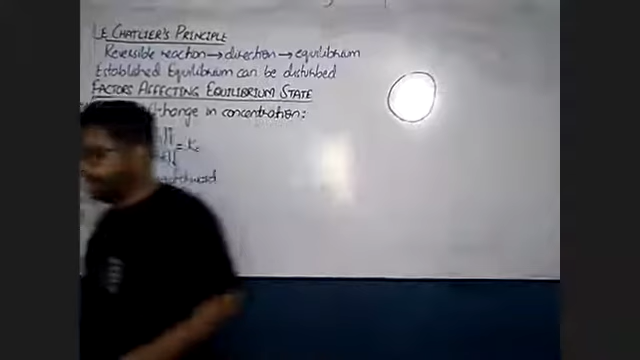 LE CHATLIER'S PRINCIPLE
Reversible reaction → direction → equilibrium
Established Equilibrium can be disturbed
FACTORS AFFECTING EQUILIBRIUM STATE
Change in concentration:
= Kc